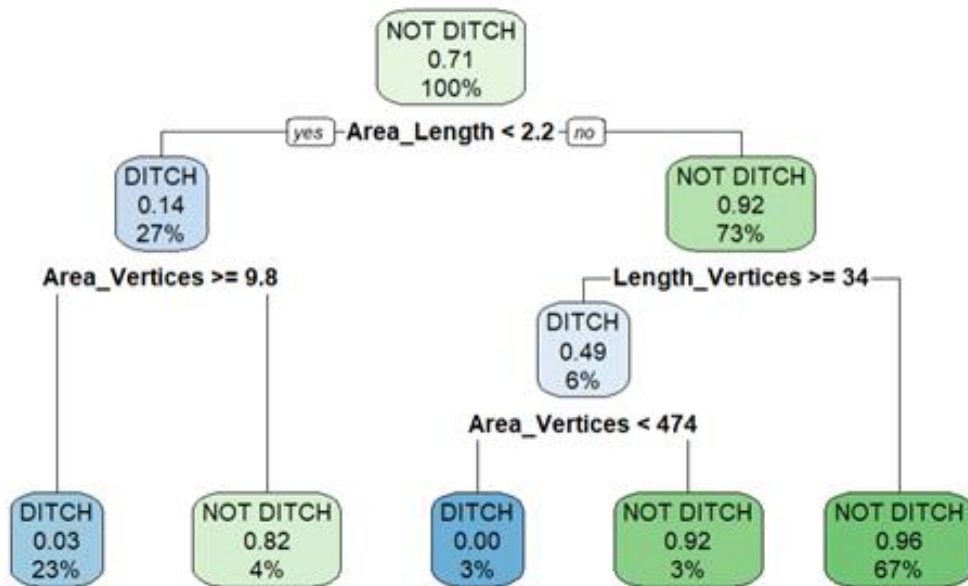 NOT DITCH
0.71
100%
yes Area_Length < 2.2 no
DITCH
0.14
27%
NOT DITCH
0.92
73%
Area_Vertices >= 9.8
Length_Vertices >= 34
DITCH
0.49
6%
Area_Vertices < 474
DITCH
0.03
23%
NOT DITCH
0.82
4%
DITCH
0.00
3%
NOT DITCH
0.92
3%
NOT DITCH
0.96
67%